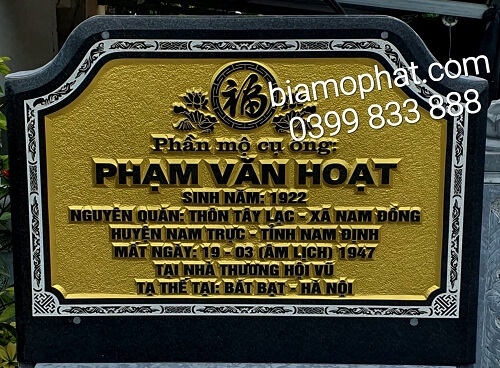 biamophat.com
0399 833 888
福
Phần mộ cụ ông:
PHẠM VĂN HOẠT
SINH NĂM: 1922
NGUYÊN QUÁN: THÔN TÂY LẠC - XÃ NAM ĐỒNG
HUYỆN NAM TRỰC - TỈNH NAM ĐỊNH
MẤT NGÀY: 19 - 03 (ÂM LỊCH) 1947
TẠI NHÀ THƯƠNG HỘI VŨ
TẠ THẾ TẠI: BẤT BẠT - HÀ NỘI